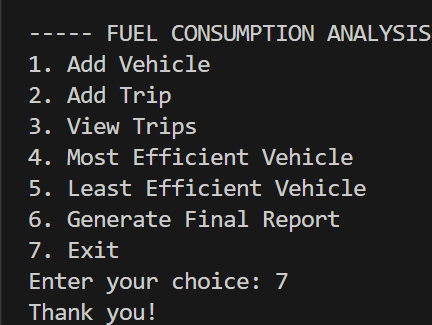 ----- FUEL CONSUMPTION ANALYSIS
1. Add Vehicle
2. Add Trip
3. View Trips
4. Most Efficient Vehicle
5. Least Efficient Vehicle
6. Generate Final Report
7. Exit
Enter your choice: 7
Thank you!